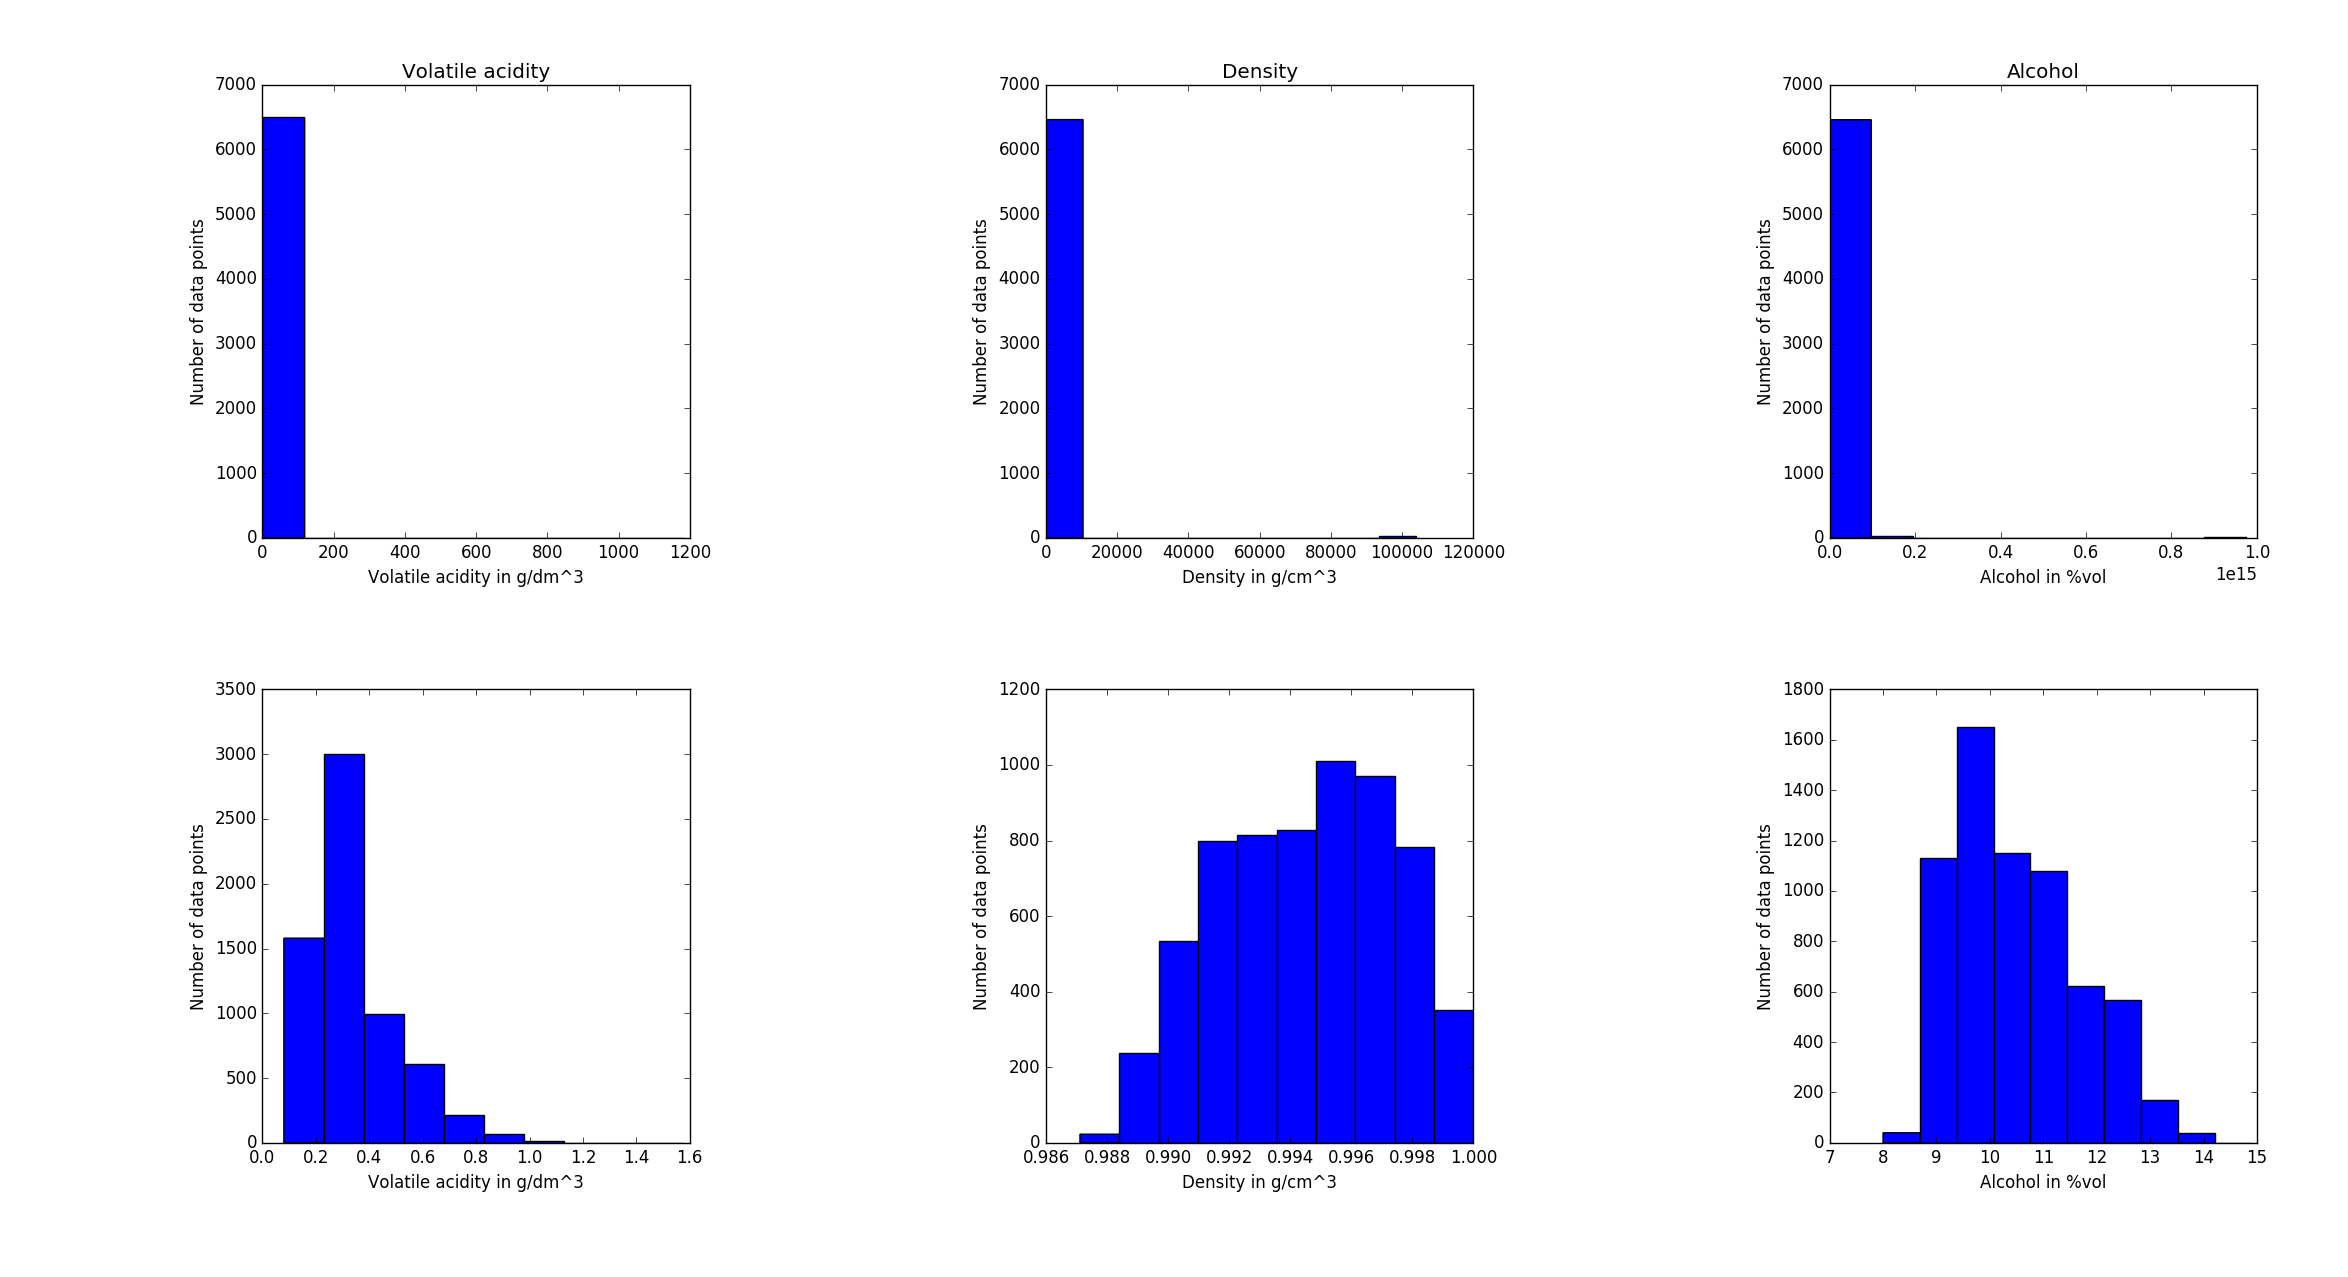 Volatile acidity
7000
6000
5000
4000
3000
2000
1000
0
Number of data points
0 200 400 600 800 1000 1200
Volatile acidity in g/dm^3
Density
7000
6000
5000
4000
3000
2000
1000
0
Number of data points
0 20000 40000 60000 80000 100000 120000
Density in g/cm^3
Alcohol
7000
6000
5000
4000
3000
2000
1000
0
Number of data points
0.0 0.2 0.4 0.6 0.8 1.0
1e15
Alcohol in %vol
3500
3000
2500
2000
1500
1000
500
0
Number of data points
0.0 0.2 0.4 0.6 0.8 1.0 1.2 1.4 1.6
Volatile acidity in g/dm^3
1200
1000
800
600
400
200
0
Number of data points
0.986 0.988 0.990 0.992 0.994 0.996 0.998 1.000
Density in g/cm^3
1800
1600
1400
1200
1000
800
600
400
200
0
Number of data points
7 8 9 10 11 12 13 14 15
Alcohol in %vol